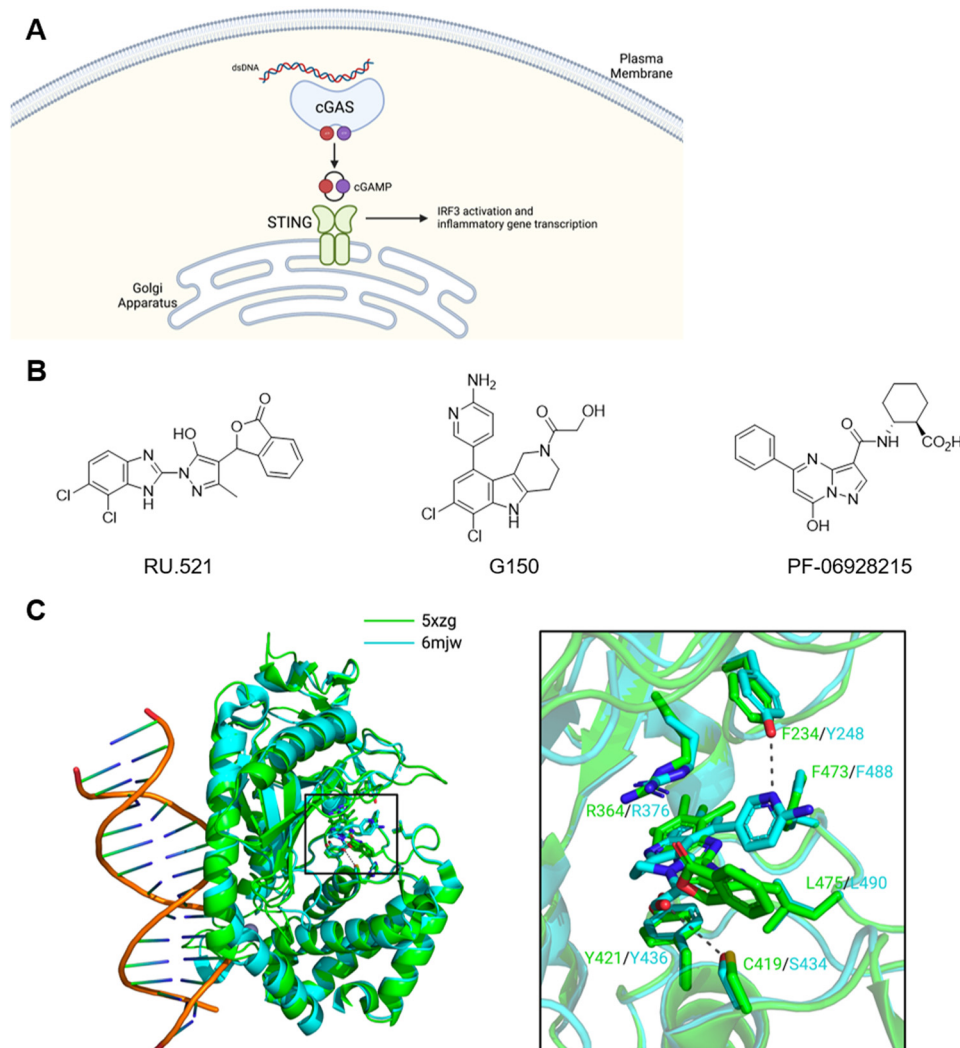 A
Plasma
Membrane
dsDNA
cGAS
cGAMP
STING
IRF3 activation and
inflammatory gene transcription
Golgi
Apparatus
B
HO
N
N
N
N
H
Cl
Cl
O
O
RU.521
NH2
N
O
OH
N
N
H
Cl
Cl
G150
O
N
HN
CO2H
N
N
OH
PF-06928215
C
5xzg
6mjw
F234/Y248
F473/F488
R364/R376
L475/L490
Y421/Y436
C419/S434